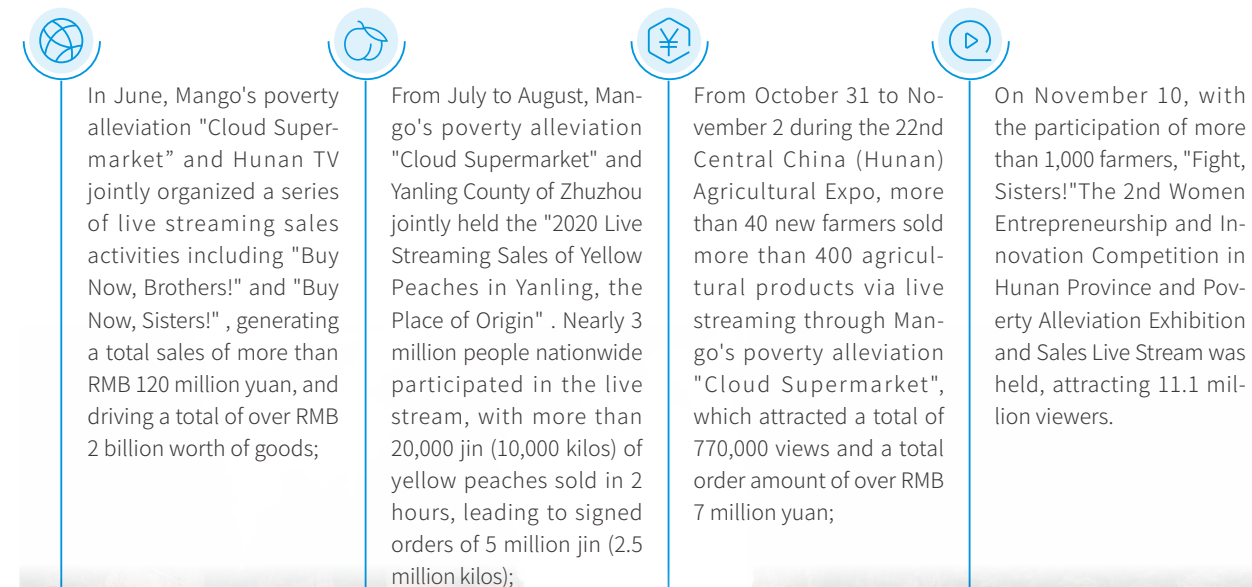 In June, Mango's poverty
alleviation "Cloud Super-
market” and Hunan TV
jointly organized a series
of live streaming sales
activities including "Buy
Now, Brothers!" and "Buy
Now, Sisters!" , generating
a total sales of more than
RMB 120 million yuan, and
driving a total of over RMB
2 billion worth of goods;
From July to August, Man-
go's poverty alleviation
"Cloud Supermarket" and
Yanling County of Zhuzhou
jointly held the "2020 Live
Streaming Sales of Yellow
Peaches in Yanling, the
Place of Origin" . Nearly 3
million people nationwide
participated in the live
stream, with more than
20,000 jin (10,000 kilos) of
yellow peaches sold in 2
hours, leading to signed
orders of 5 million jin (2.5
million kilos);
From October 31 to No-
vember 2 during the 22nd
Central China (Hunan)
Agricultural Expo, more
than 40 new farmers sold
more than 400 agricul-
tural products via live
streaming through Man-
go's poverty alleviation
"Cloud Supermarket",
which attracted a total of
770,000 views and a total
order amount of over RMB
7 million yuan;
On November 10, with
the participation of more
than 1,000 farmers, "Fight,
Sisters!"The 2nd Women
Entrepreneurship and In-
novation Competition in
Hunan Province and Pov-
erty Alleviation Exhibition
and Sales Live Stream was
held, attracting 11.1 mil-
lion viewers.